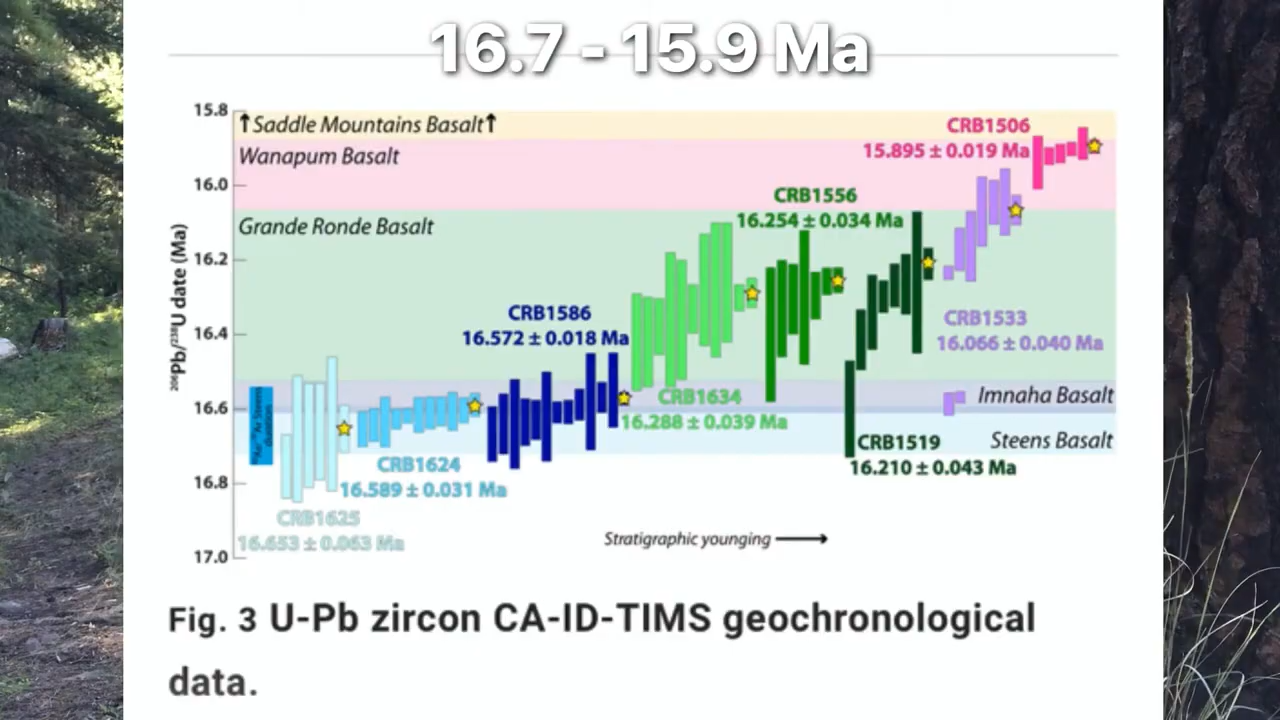 16.7 - 15.9 Ma
15.8
↑Saddle Mountains Basalt↑
CRB1506
15.895 ± 0.019 Ma
Wanapum Basalt
16.0
CRB1556
16.254 ± 0.034 Ma
Grande Ronde Basalt
16.2
²⁰⁶Pb/²³⁸U date (Ma)
CRB1586
16.572 ± 0.018 Ma
CRB1533
16.066 ± 0.040 Ma
16.4
CRB1634
16.288 ± 0.039 Ma
Imnaha Basalt
16.6
Steens Basalt
CRB1519
16.210 ± 0.043 Ma
CRB1624
16.589 ± 0.031 Ma
16.8
CRB1625
16.653 ± 0.063 Ma
Stratigraphic younging
17.0
Fig. 3 U-Pb zircon CA-ID-TIMS geochronological
data.